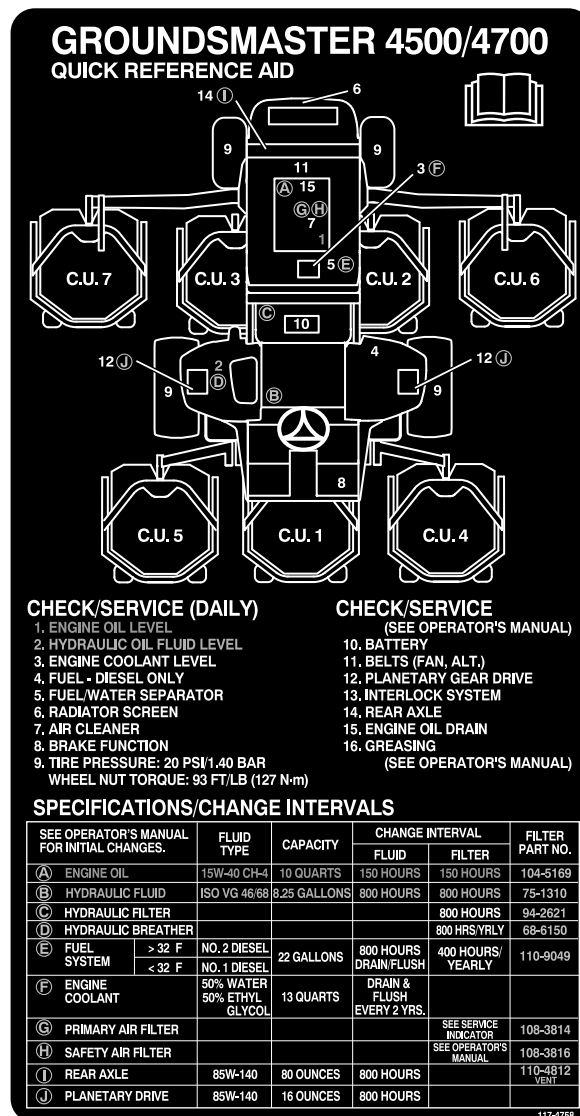 GROUNDSMASTER 4500/4700
QUICK REFERENCE AID
6
14 I
9
9
11
3 F
A 15
G H
7
1
5 E
C.U. 7
C.U. 3
C.U. 2
C.U. 6
C
10
12 J
2
D
4
12 J
9
9
B
8
C.U. 5
C.U. 1
C.U. 4
CHECK/SERVICE (DAILY)
1. ENGINE OIL LEVEL
2. HYDRAULIC OIL FLUID LEVEL
3. ENGINE COOLANT LEVEL
4. FUEL - DIESEL ONLY
5. FUEL/WATER SEPARATOR
6. RADIATOR SCREEN
7. AIR CLEANER
8. BRAKE FUNCTION
9. TIRE PRESSURE: 20 PSI/1.40 BAR
WHEEL NUT TORQUE: 93 FT/LB (127 N·m)
CHECK/SERVICE
(SEE OPERATOR'S MANUAL)
10. BATTERY
11. BELTS (FAN, ALT.)
12. PLANETARY GEAR DRIVE
13. INTERLOCK SYSTEM
14. REAR AXLE
15. ENGINE OIL DRAIN
16. GREASING
(SEE OPERATOR'S MANUAL)
SPECIFICATIONS/CHANGE INTERVALS
SEE OPERATOR'S MANUAL FOR INITIAL CHANGES. FLUID TYPE CAPACITY CHANGE INTERVAL FILTER PART NO.
FLUID FILTER
A ENGINE OIL 15W-40 CH-4 10 QUARTS 150 HOURS 150 HOURS 104-5169
B HYDRAULIC FLUID ISO VG 46/68 8.25 GALLONS 800 HOURS 800 HOURS 75-1310
C HYDRAULIC FILTER 800 HOURS 94-2621
D HYDRAULIC BREATHER 800 HRS/YRLY 68-6150
E FUEL SYSTEM > 32 F NO. 2 DIESEL 22 GALLONS 800 HOURS DRAIN/FLUSH 400 HOURS/ YEARLY 110-9049
< 32 F NO. 1 DIESEL
F ENGINE COOLANT 50% WATER 50% ETHYL GLYCOL 13 QUARTS DRAIN & FLUSH EVERY 2 YRS.
G PRIMARY AIR FILTER SEE SERVICE INDICATOR 108-3814
H SAFETY AIR FILTER SEE OPERATOR'S MANUAL 108-3816
I REAR AXLE 85W-140 80 OUNCES 800 HOURS 110-4812 VENT
J PLANETARY DRIVE 85W-140 16 OUNCES 800 HOURS
117-4758